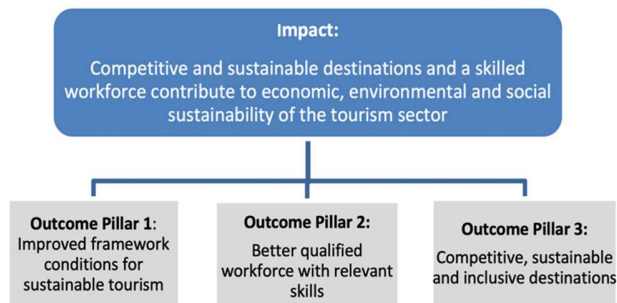 Impact:
Competitive and sustainable destinations and a skilled
workforce contribute to economic, environmental and social
sustainability of the tourism sector
Outcome Pillar 1:
Improved framework
conditions for
sustainable tourism
Outcome Pillar 2:
Better qualified
workforce with relevant
skills
Outcome Pillar 3:
Competitive, sustainable
and inclusive destinations